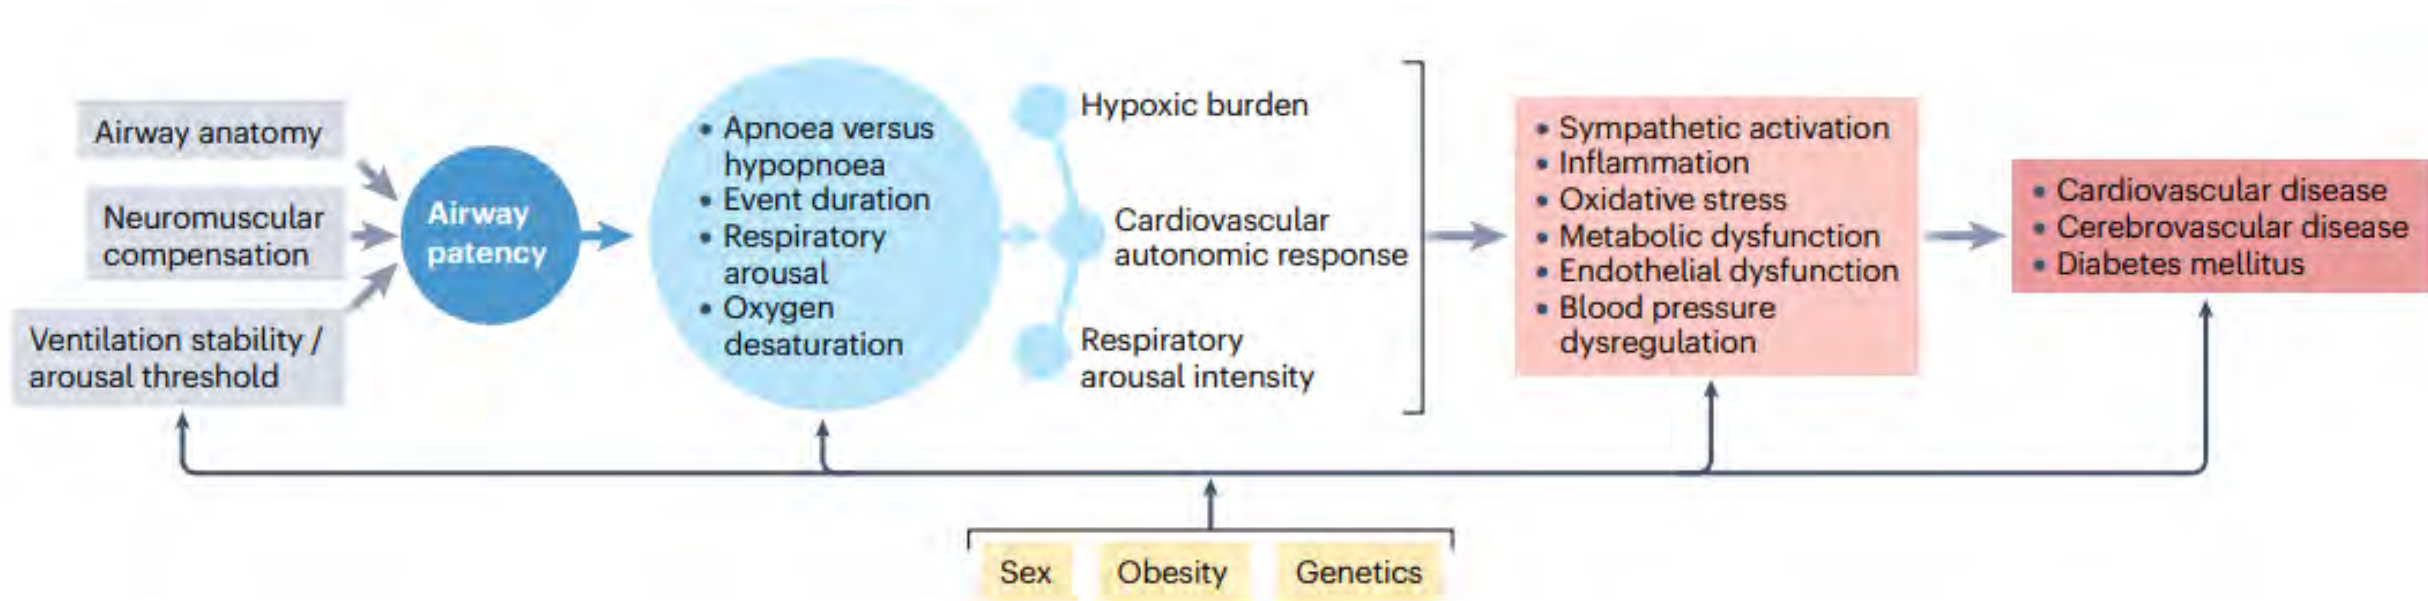 Airway anatomy
Neuromuscular
compensation
Ventilation stability /
arousal threshold
Airway
patency
• Apnoea versus
hypopnoea
• Event duration
• Respiratory
arousal
• Oxygen
desaturation
Hypoxic burden
Cardiovascular
autonomic response
Respiratory
arousal intensity
• Sympathetic activation
• Inflammation
• Oxidative stress
• Metabolic dysfunction
• Endothelial dysfunction
• Blood pressure
dysregulation
• Cardiovascular disease
• Cerebrovascular disease
• Diabetes mellitus
Sex
Obesity
Genetics